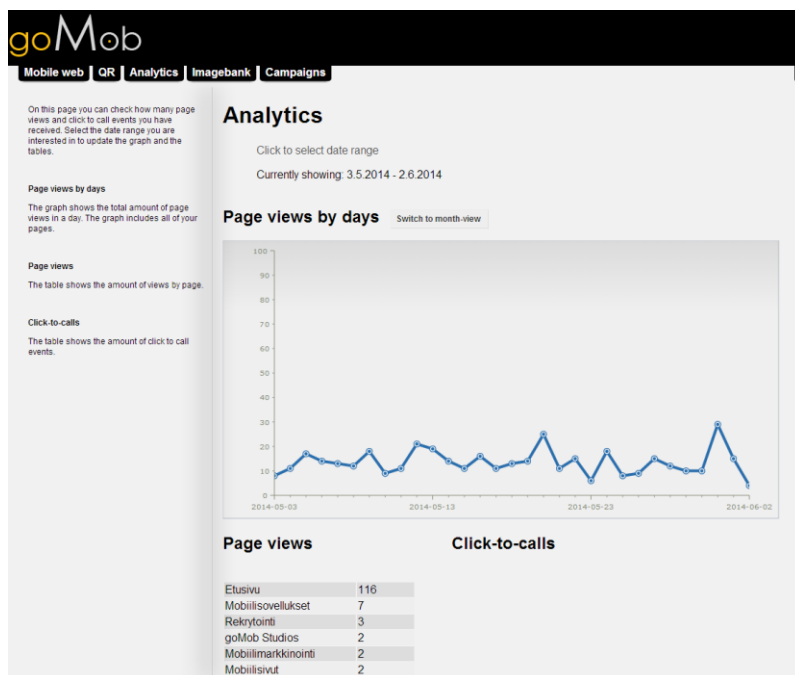 goMob
Mobile web QR Analytics Imagebank Campaigns
On this page you can check how many page
views and click to call events you have
received. Select the date range you are
interested in to update the graph and the
tables.
Page views by days
The graph shows the total amount of page
views in a day. The graph includes all of your
pages.
Page views
The table shows the amount of views by page.
Click-to-calls
The table shows the amount of click to call
events.
Analytics
Click to select date range
Currently showing: 3.5.2014 - 2.6.2014
Page views by days Switch to month-view
100
90
80
70
60
50
40
30
20
10
0
2014-05-03 2014-05-13 2014-05-23 2014-06-02
Page views Click-to-calls
Etusivu 116
Mobiilisovellukset 7
Rekrytointi 3
goMob Studios 2
Mobiilimarkkinointi 2
Mobiilisivut 2